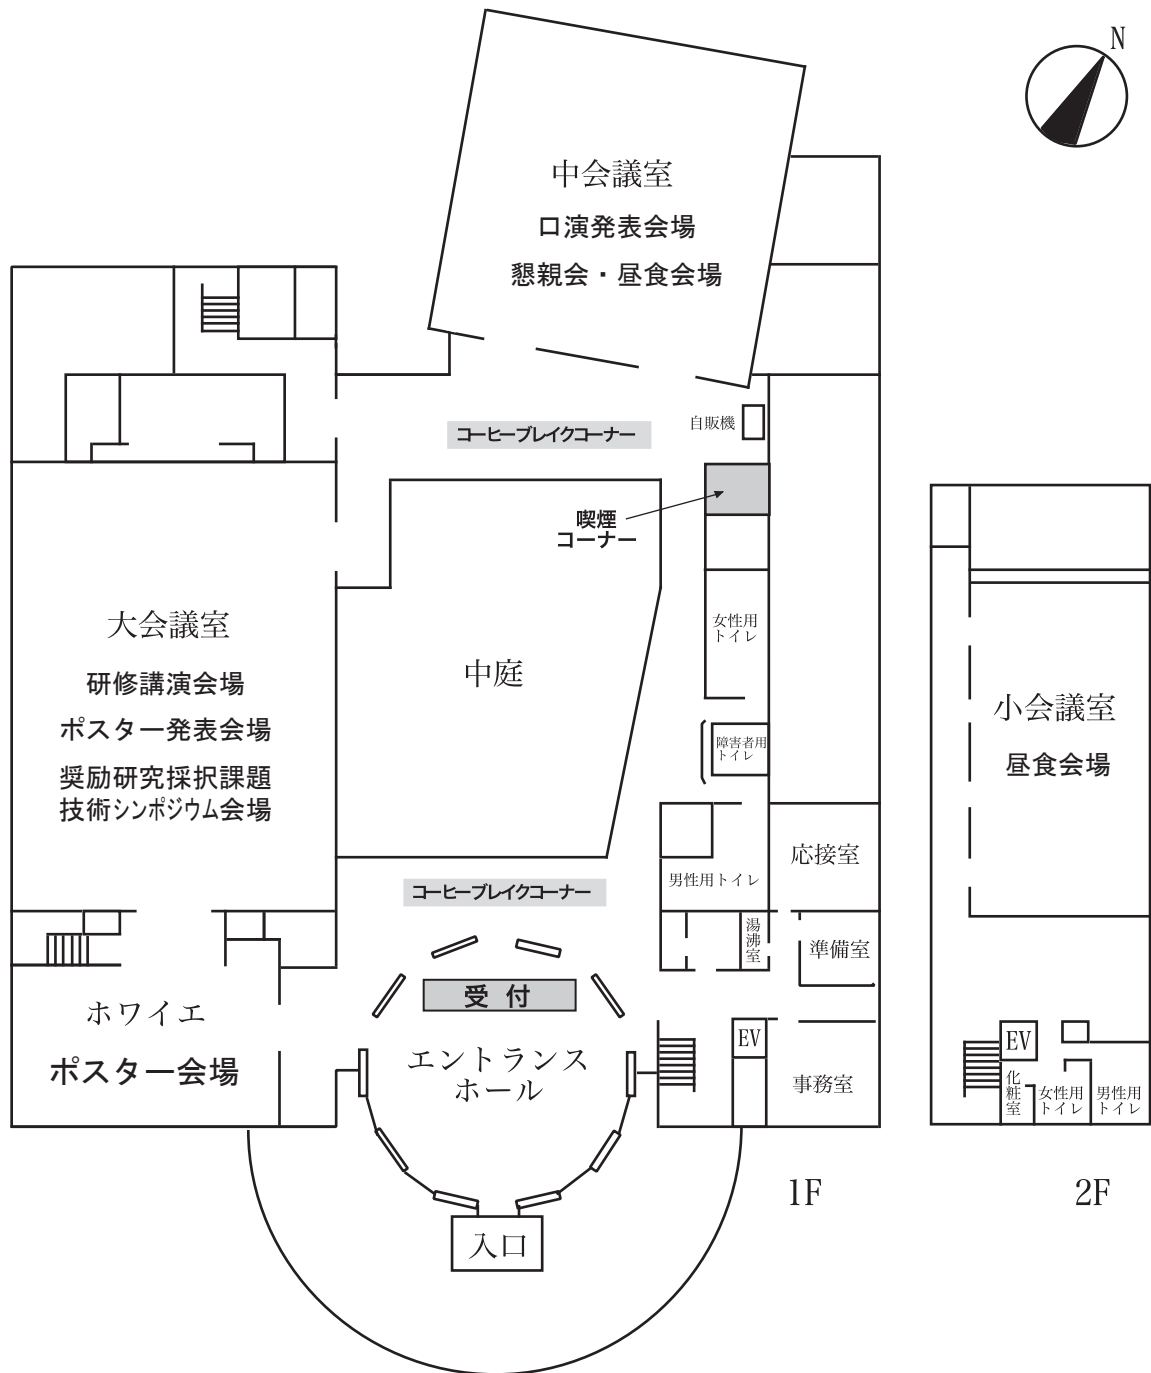 N
中会議室
口演発表会場
懇親会・昼食会場
自販機
コーヒーブレイクコーナー
喫煙
コーナー
大会議室
研修講演会場
ポスター発表会場
奨励研究採択課題
技術シンポジウム会場
中庭
女性用
トイレ
障害者用
トイレ
小会議室
昼食会場
応接室
男性用トイレ
コーヒーブレイクコーナー
湯沸室
準備室
受付
ホワイエ
ポスター会場
エントランス
ホール
EV
事務室
EV
化粧室
女性用
トイレ
男性用
トイレ
1F
2F
入口